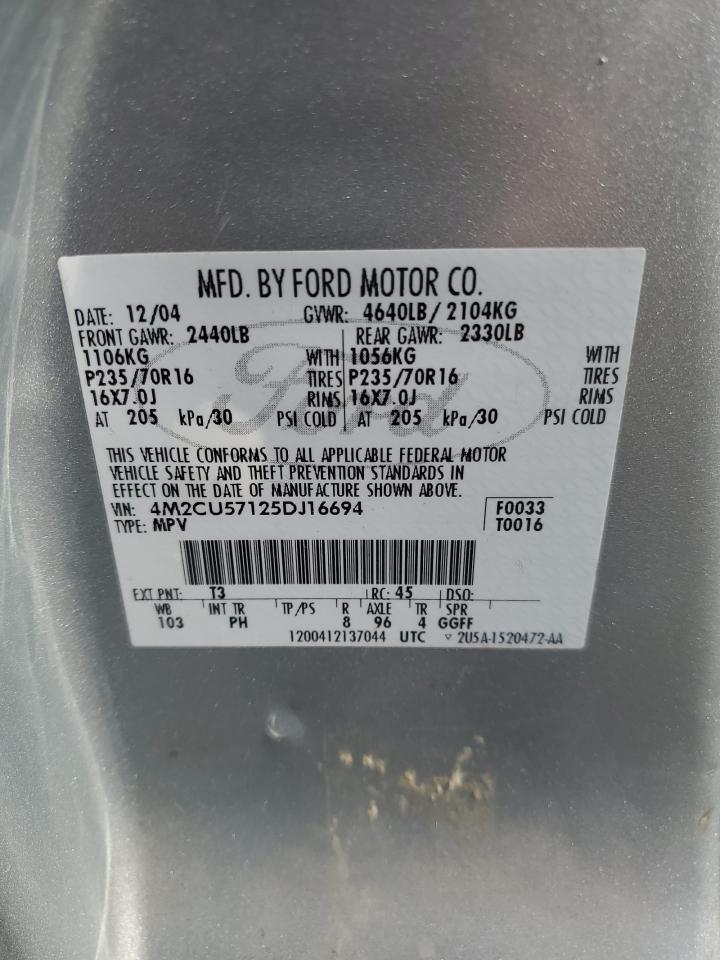 MFD. BY FORD MOTOR CO.
DATE: 12/04 GVWR: 4640LB/ 2104KG
FRONT GAWR: 2440LB REAR GAWR: 2330LB
1106KG WITH 1056KG WITH
P235/70R16 TIRES P235/70R16 TIRES
16X7.0J RIMS 16X7.0J RIMS
AT 205 kPa/30 PSI COLD AT 205 kPa/30 PSI COLD
Ford
THIS VEHICLE CONFORMS TO ALL APPLICABLE FEDERAL MOTOR
VEHICLE SAFETY AND THEFT PREVENTION STANDARDS IN
EFFECT ON THE DATE OF MANUFACTURE SHOWN ABOVE.
VIN: 4M2CU57125DJ16694 F0033
TYPE: MPV T0016
EXT PNT: T3 RC: 45 DSO:
WB INT TR TP/PS R AXLE TR SPR
103 PH 8 96 4 GGFF
1200412137044 UTC ▽ 2U5A-1520472-AA